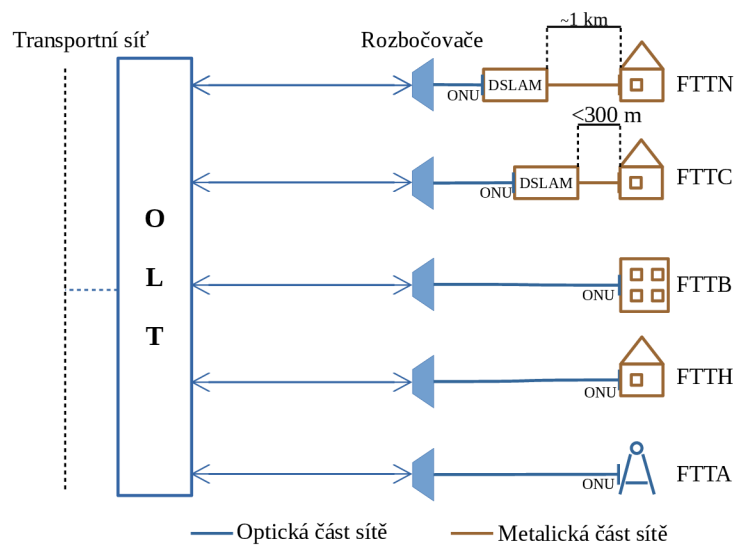 ~1 km
Transportní síť
Rozbočovače
ONU
DSLAM
FTTN
<300 m
ONU
DSLAM
FTTC
O
L
T
ONU
FTTB
ONU
FTTH
ONU
FTTA
Optická část sítě
Metalická část sítě